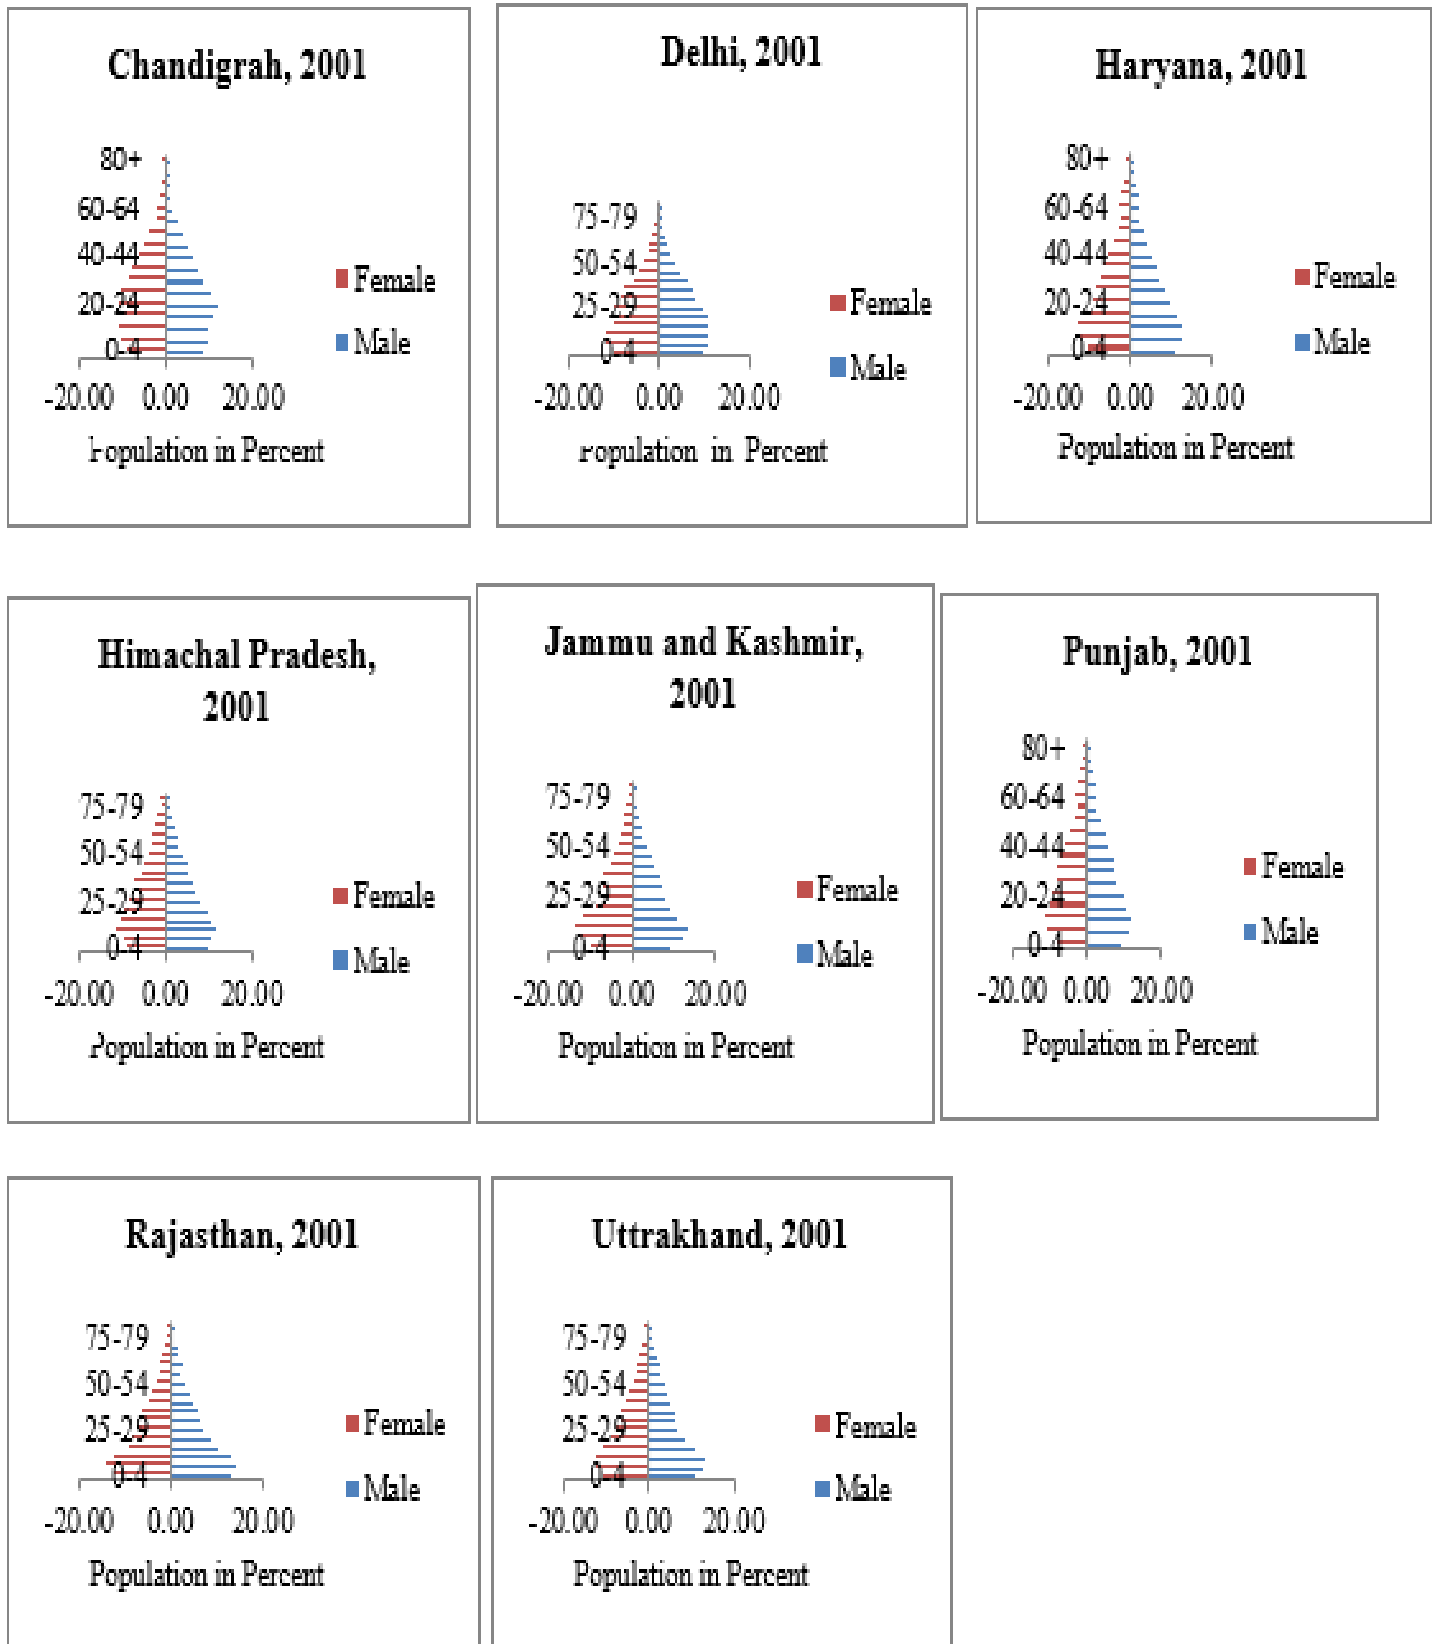 Chandigrah, 2001
80+
60-64
40-44
20-24
0-4
Female
Male
-20.00 0.00 20.00
Population in Percent
Delhi, 2001
75-79
50-54
25-29
0-4
Female
Male
-20.00 0.00 20.00
Population in Percent
Haryana, 2001
80+
60-64
40-44
20-24
0-4
Female
Male
-20.00 0.00 20.00
Population in Percent
Himachal Pradesh,
2001
75-79
50-54
25-29
0-4
Female
Male
-20.00 0.00 20.00
Population in Percent
Jammu and Kashmir,
2001
75-79
50-54
25-29
0-4
Female
Male
-20.00 0.00 20.00
Population in Percent
Punjab, 2001
80+
60-64
40-44
20-24
0-4
Female
Male
-20.00 0.00 20.00
Population in Percent
Rajasthan, 2001
75-79
50-54
25-29
0-4
Female
Male
-20.00 0.00 20.00
Population in Percent
Uttrakhand, 2001
75-79
50-54
25-29
0-4
Female
Male
-20.00 0.00 20.00
Population in Percent